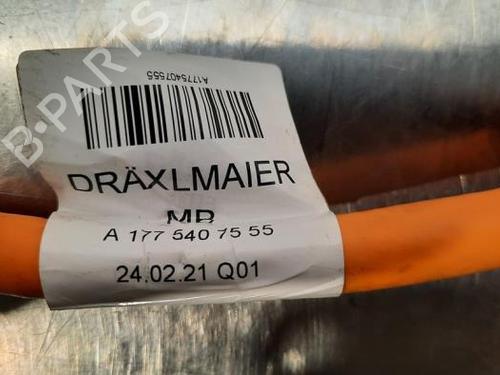 A1775407555
B-PARTS
DRÄXLMAIER
MB
A 177 540 75 55
24.02.21 Q01